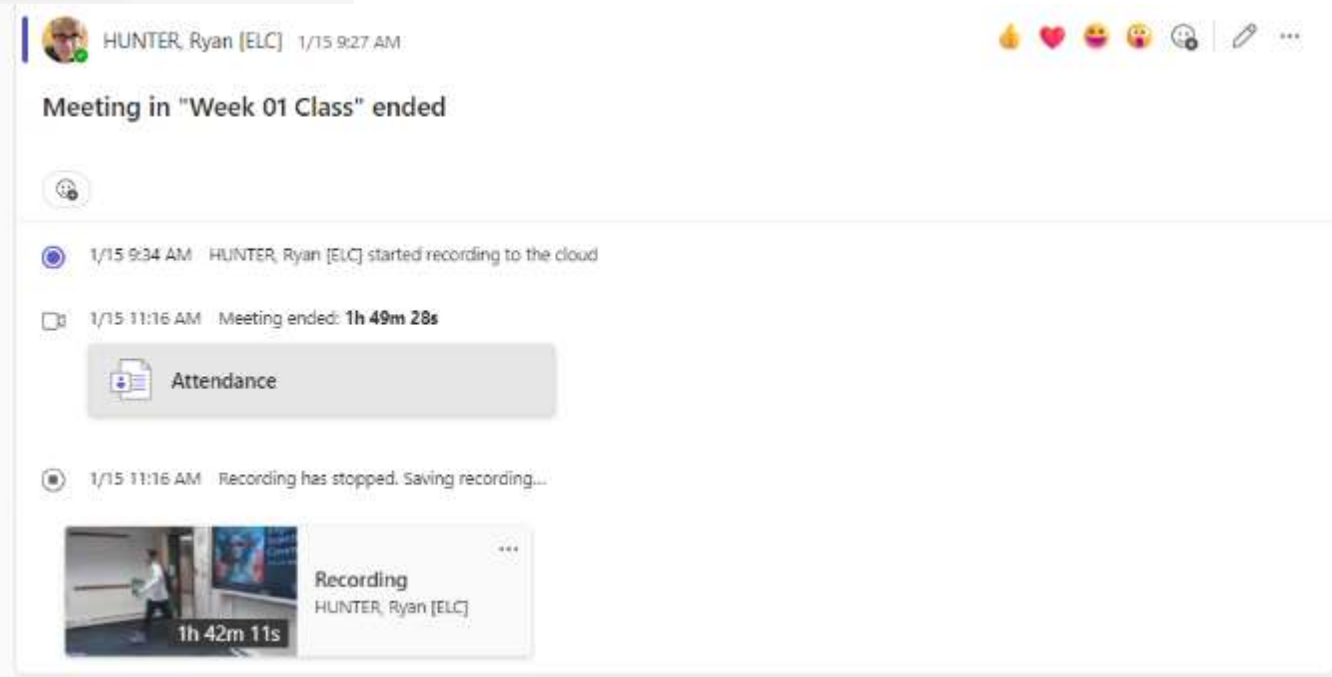 HUNTER, Ryan [ELC] 1/15 9:27 AM
Meeting in "Week 01 Class" ended
1/15 9:34 AM HUNTER, Ryan [ELC] started recording to the cloud
1/15 11:16 AM Meeting ended: 1h 49m 28s
Attendance
1/15 11:16 AM Recording has stopped. Saving recording...
Recording
HUNTER, Ryan [ELC]
1h 42m 11s